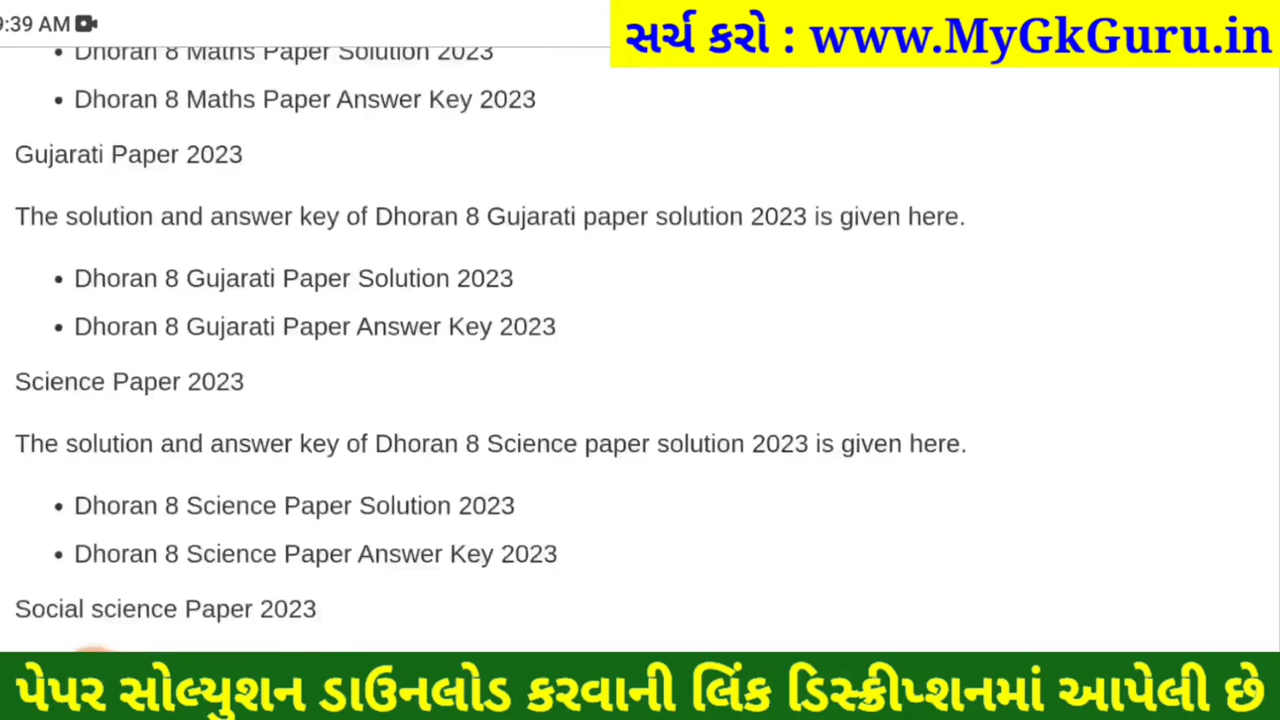 9:39 AM
સર્ચ કરો : www.MyGkGuru.in
• Dhoran 8 Maths Paper Solution 2023
• Dhoran 8 Maths Paper Answer Key 2023
Gujarati Paper 2023
The solution and answer key of Dhoran 8 Gujarati paper solution 2023 is given here.
• Dhoran 8 Gujarati Paper Solution 2023
• Dhoran 8 Gujarati Paper Answer Key 2023
Science Paper 2023
The solution and answer key of Dhoran 8 Science paper solution 2023 is given here.
• Dhoran 8 Science Paper Solution 2023
• Dhoran 8 Science Paper Answer Key 2023
Social science Paper 2023
પેપર સોલ્યુશન ડાઉનલોડ કરવાની લિંક ડિસ્ક્રીપ્શનમાં આપેલી છે